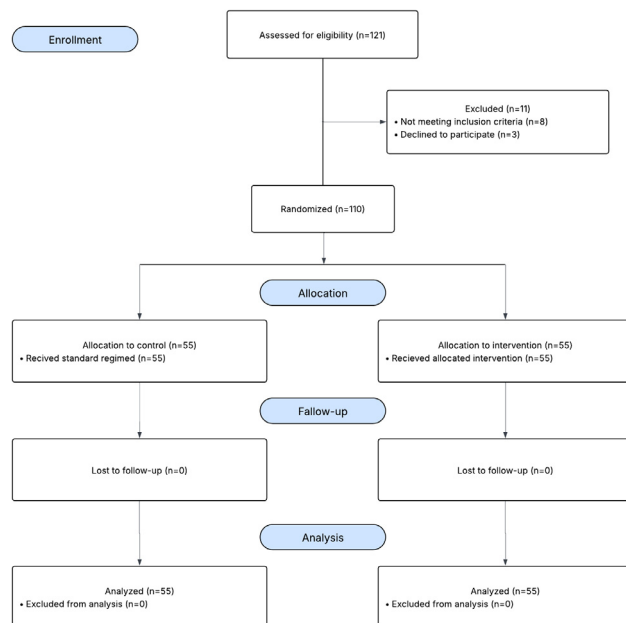 Enrollment
Assessed for eligibility (n=121)
Excluded (n=11)
• Not meeting inclusion criteria (n=8)
• Declined to participate (n=3)
Randomized (n=110)
Allocation
Allocation to control (n=55)
• Recived standard regimed (n=55)
Allocation to intervention (n=55)
• Recieved allocated intervention (n=55)
Fallow-up
Lost to follow-up (n=0)
Lost to follow-up (n=0)
Analysis
Analyzed (n=55)
• Excluded from analysis (n=0)
Analyzed (n=55)
• Excluded from analysis (n=0)